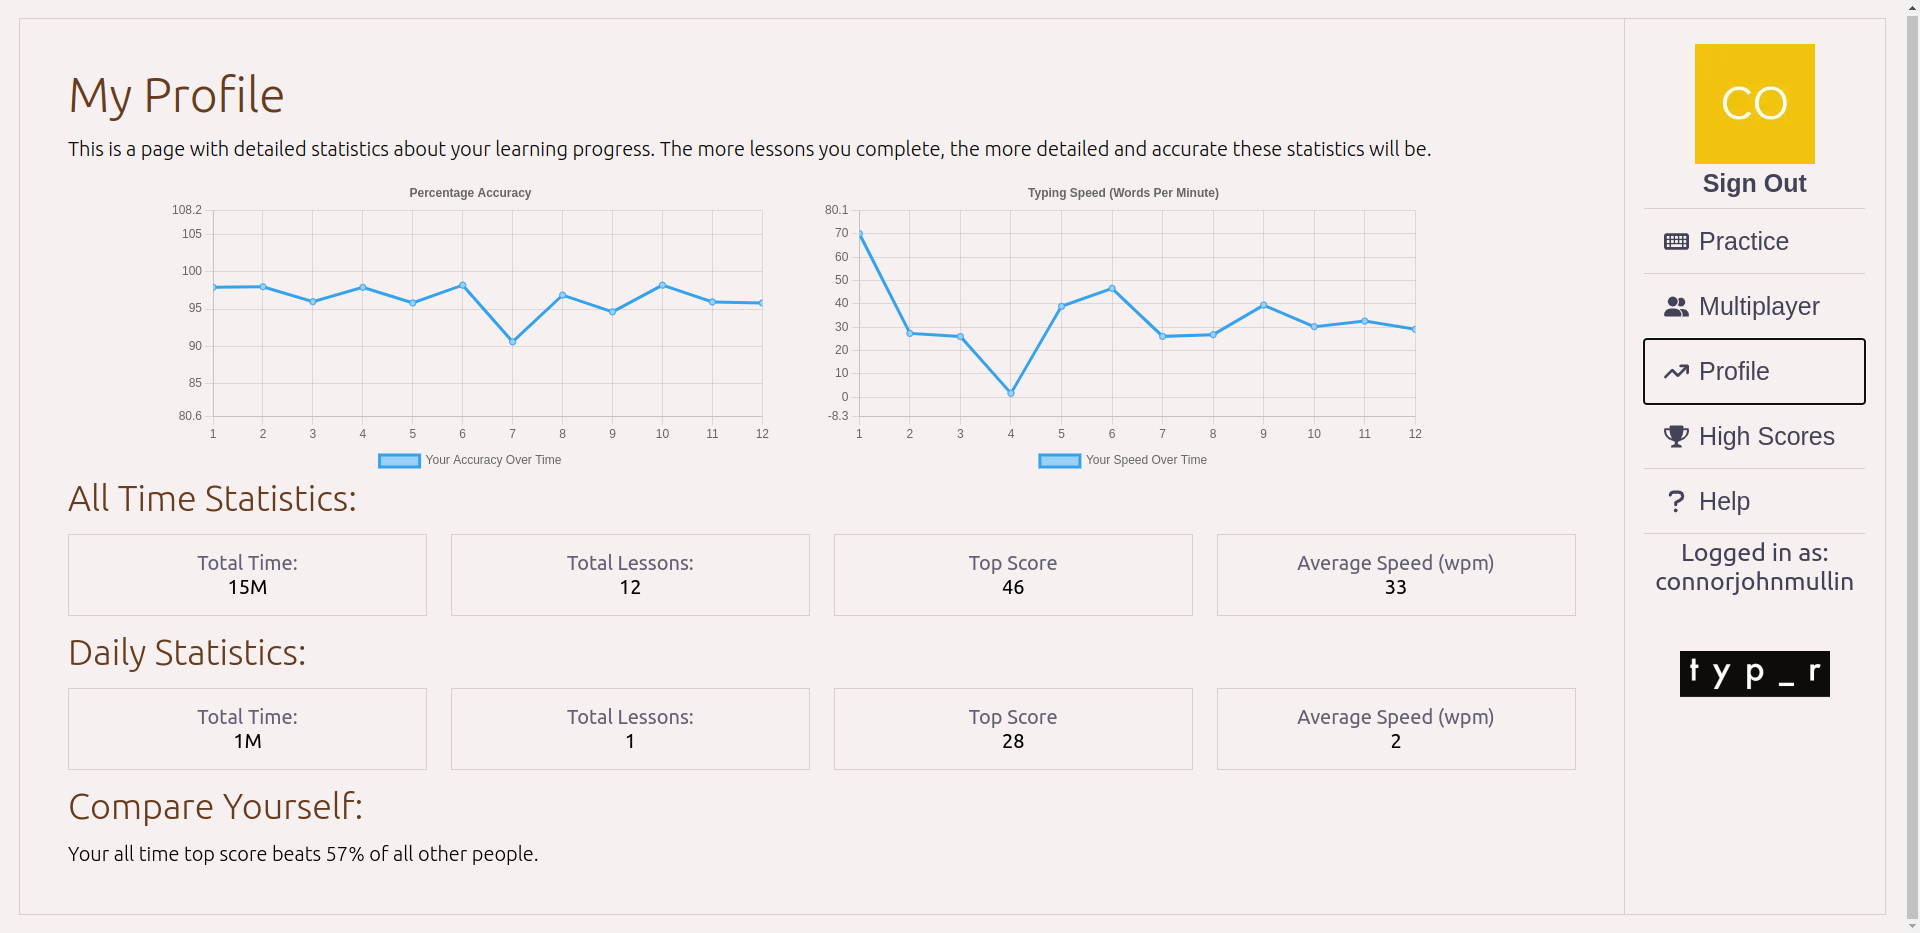 My Profile
This is a page with detailed statistics about your learning progress. The more lessons you complete, the more detailed and accurate these statistics will be.
Percentage Accuracy
108.2
105
100
95
90
85
80.6
1 2 3 4 5 6 7 8 9 10 11 12
Your Accuracy Over Time
Typing Speed (Words Per Minute)
80.1
70
60
50
40
30
20
10
0
-8.3
1 2 3 4 5 6 7 8 9 10 11 12
Your Speed Over Time
All Time Statistics:
Total Time:
15M
Total Lessons:
12
Top Score
46
Average Speed (wpm)
33
Daily Statistics:
Total Time:
1M
Total Lessons:
1
Top Score
28
Average Speed (wpm)
2
Compare Yourself:
Your all time top score beats 57% of all other people.
CO
Sign Out
Practice
Multiplayer
Profile
High Scores
? Help
Logged in as:
connorjohnmullin
typ_r